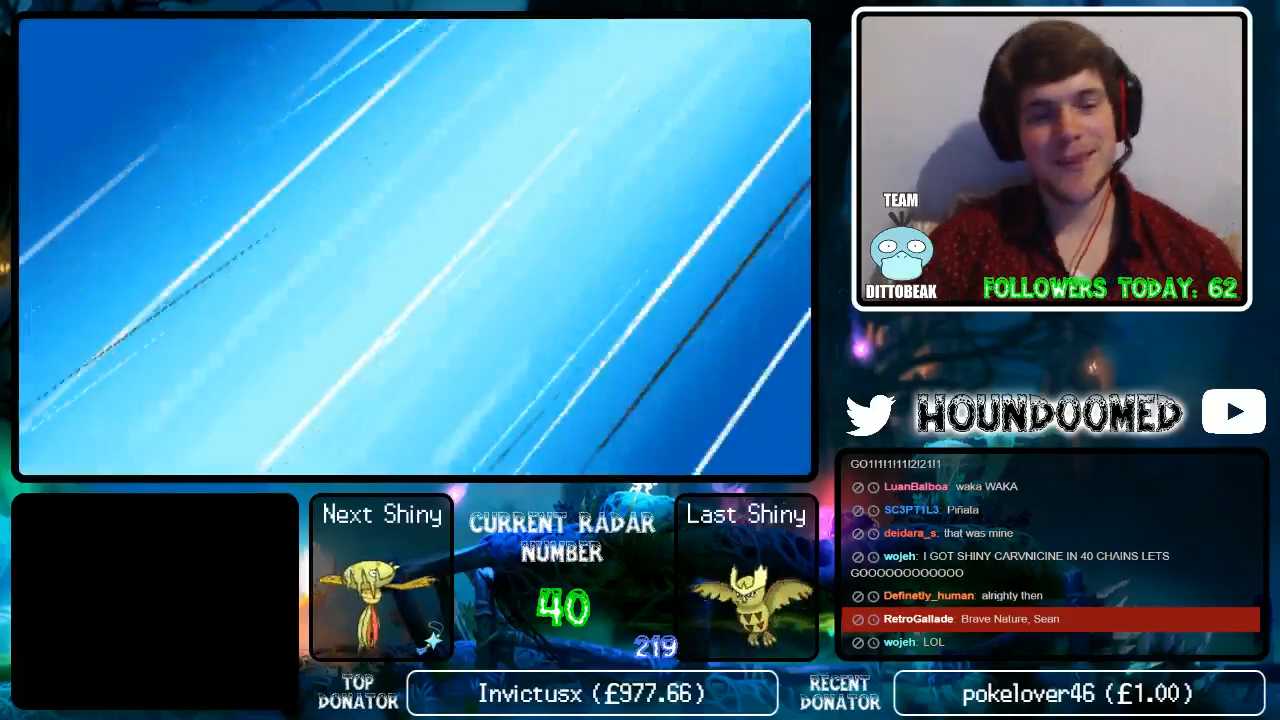 TEAM
DITTOBEAK
FOLLOWERS TODAY: 62
HOUNDOOMED
GO1!1!1!11!2!21!1
LuanBalboa: waka WAKA
SC3PT1L3: Piñata
deidara_s: that was mine
wojeh: I GOT SHINY CARVNICINE IN 40 CHAINS LETS
GOOOOOOOOOOOO
Definetly_human: alrighty then
RetroGallade: Brave Nature, Sean
wojeh: LOL
Next Shiny
CURRENT RADAR
NUMBER
40
219
Last Shiny
TOP
DONATOR
Invictusx (£977.66)
RECENT
DONATOR
pokelover46 (£1.00)